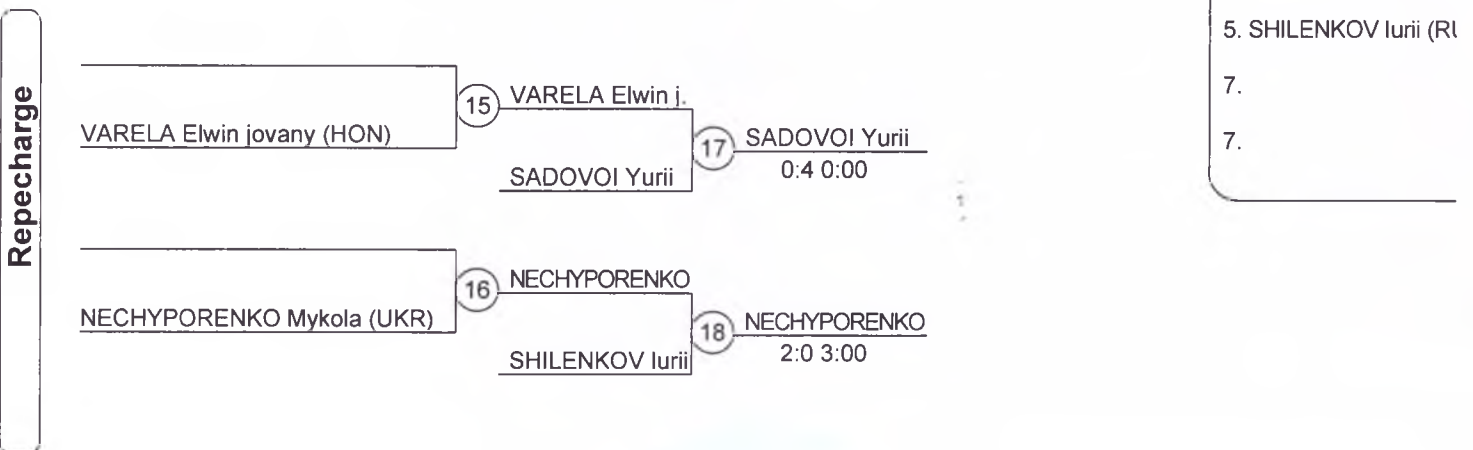 Repecharge
VARELA Elwin jovany (HON)
15
VARELA Elwin j.
SADOVOI Yurii
17
SADOVOI Yurii
0:4 0:00
NECHYPORENKO Mykola (UKR)
16
NECHYPORENKO
SHILENKOV Iurii
18
NECHYPORENKO
2:0 3:00
5. SHILENKOV Iurii (RU
7.
7.